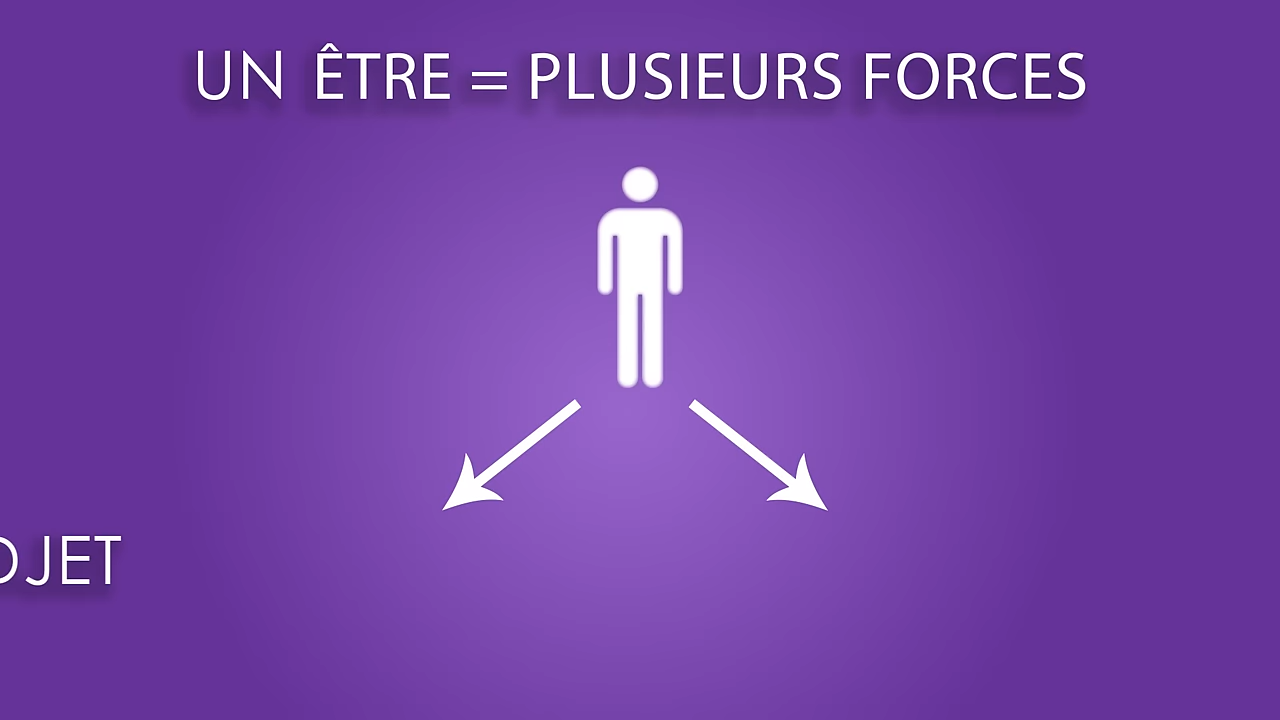 UN ÊTRE = PLUSIEURS FORCES
OJET